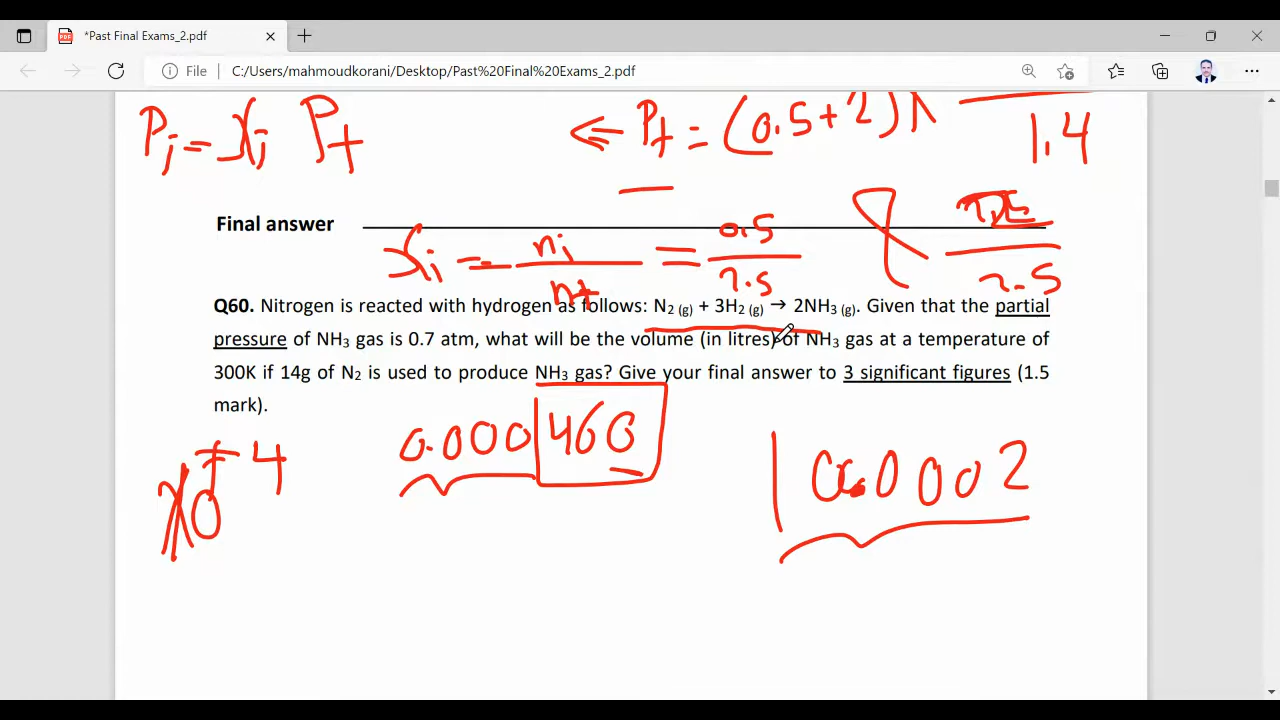 *Past Final Exams_2.pdf
File C:/Users/mahmoudkorani/Desktop/Past%20Final%20Exams_2.pdf
Pi = xi Pt ⇐ Pt = (0.5+2)
1.4
Final answer
xi = ni/nt = 0.5/2.5
2.5
Q60. Nitrogen is reacted with hydrogen as follows: N₂ (g) + 3H₂ (g) → 2NH₃ (g). Given that the partial
pressure of NH₃ gas is 0.7 atm, what will be the volume (in litres) of NH₃ gas at a temperature of
300K if 14g of N₂ is used to produce NH₃ gas? Give your final answer to 3 significant figures (1.5
mark).
0.000460
0.0002